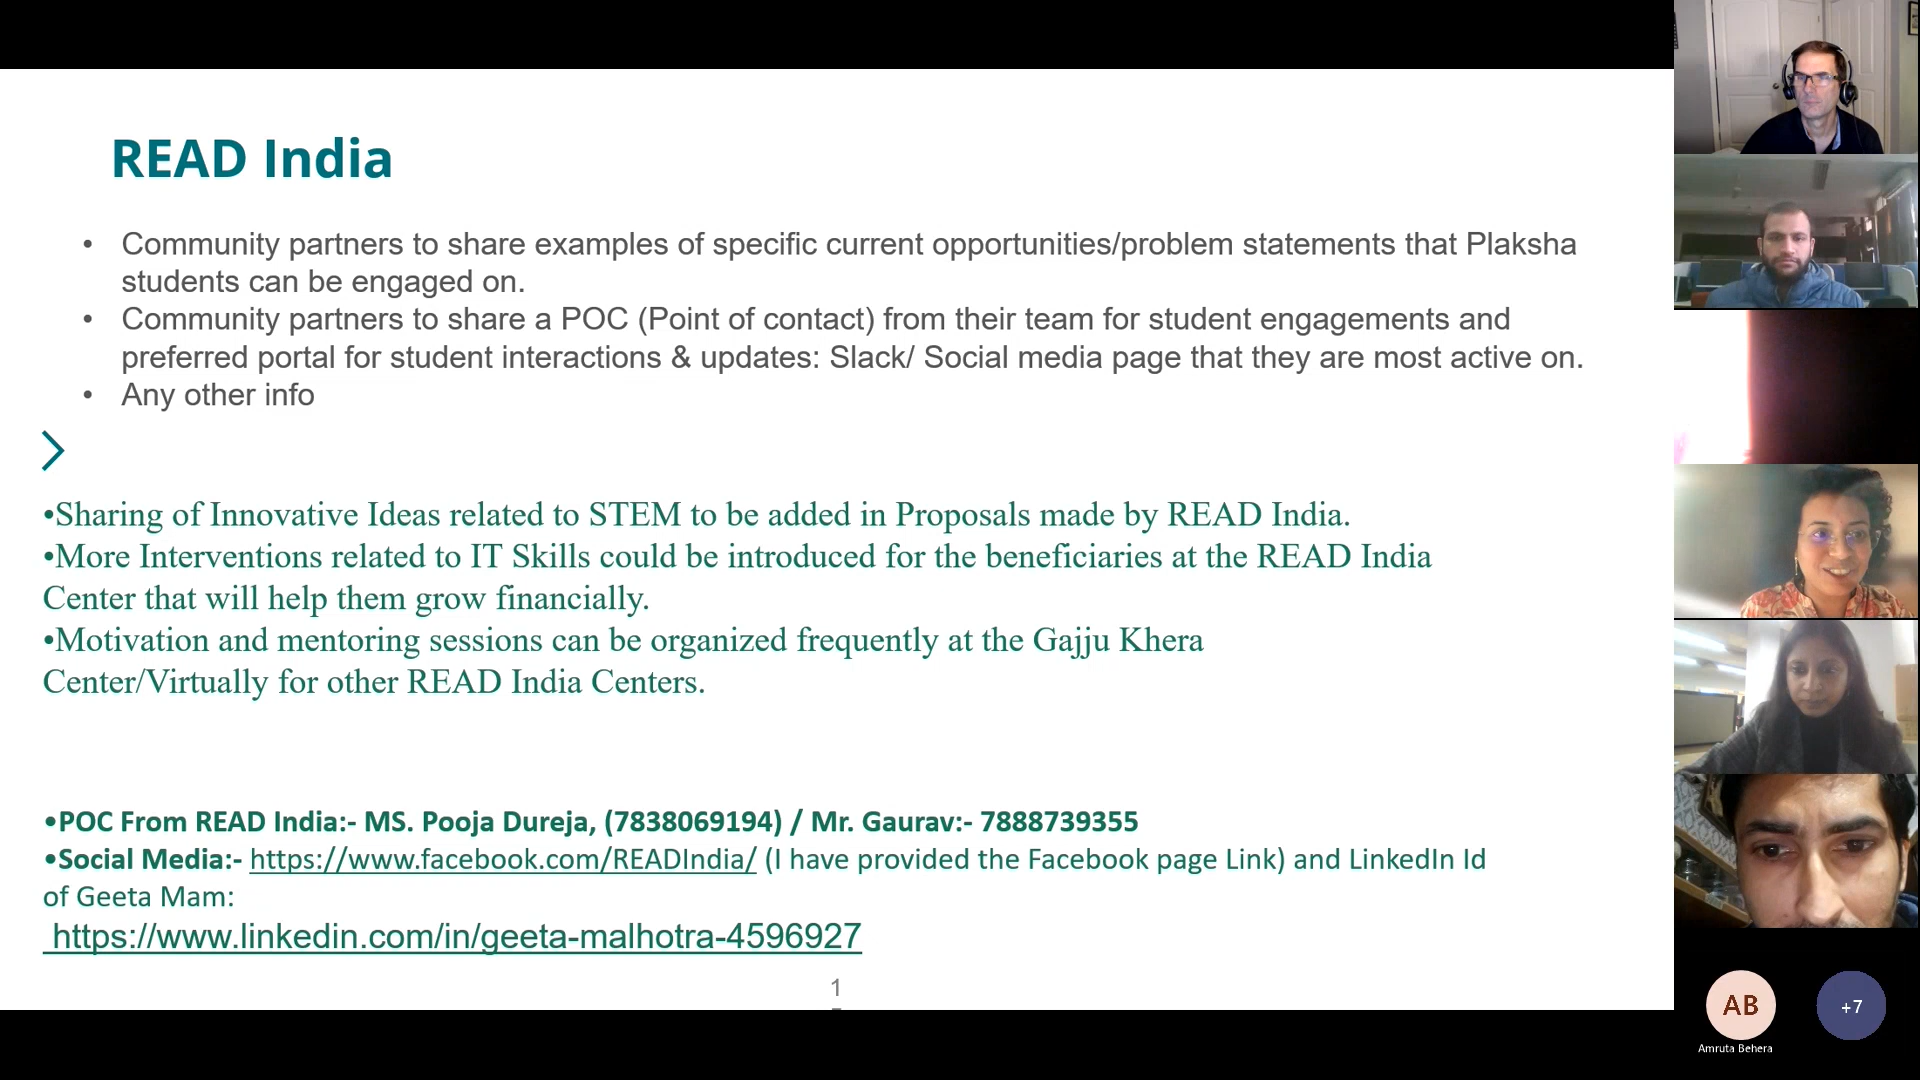 READ India
• Community partners to share examples of specific current opportunities/problem statements that Plaksha
students can be engaged on.
• Community partners to share a POC (Point of contact) from their team for student engagements and
preferred portal for student interactions & updates: Slack/ Social media page that they are most active on.
• Any other info
•Sharing of Innovative Ideas related to STEM to be added in Proposals made by READ India.
•More Interventions related to IT Skills could be introduced for the beneficiaries at the READ India
Center that will help them grow financially.
•Motivation and mentoring sessions can be organized frequently at the Gajju Khera
Center/Virtually for other READ India Centers.
•POC From READ India:- MS. Pooja Dureja, (7838069194) / Mr. Gaurav:- 7888739355
•Social Media:- https://www.facebook.com/READIndia/ (I have provided the Facebook page Link) and LinkedIn Id
of Geeta Mam:
https://www.linkedin.com/in/geeta-malhotra-4596927
1
AB
+7
Amruta Behera